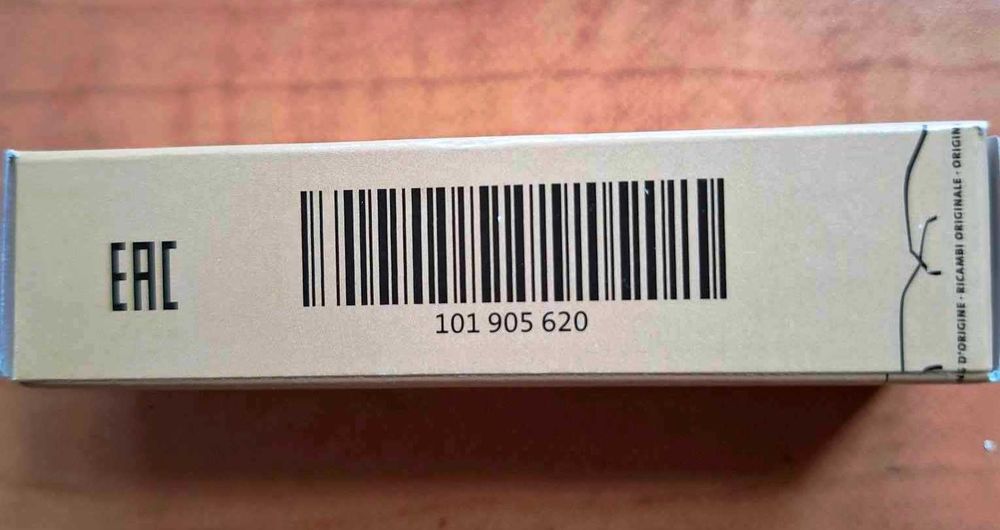 EAC
101 905 620
D'ORIGINE · RICAMBI ORIGINALE · ORIGIN